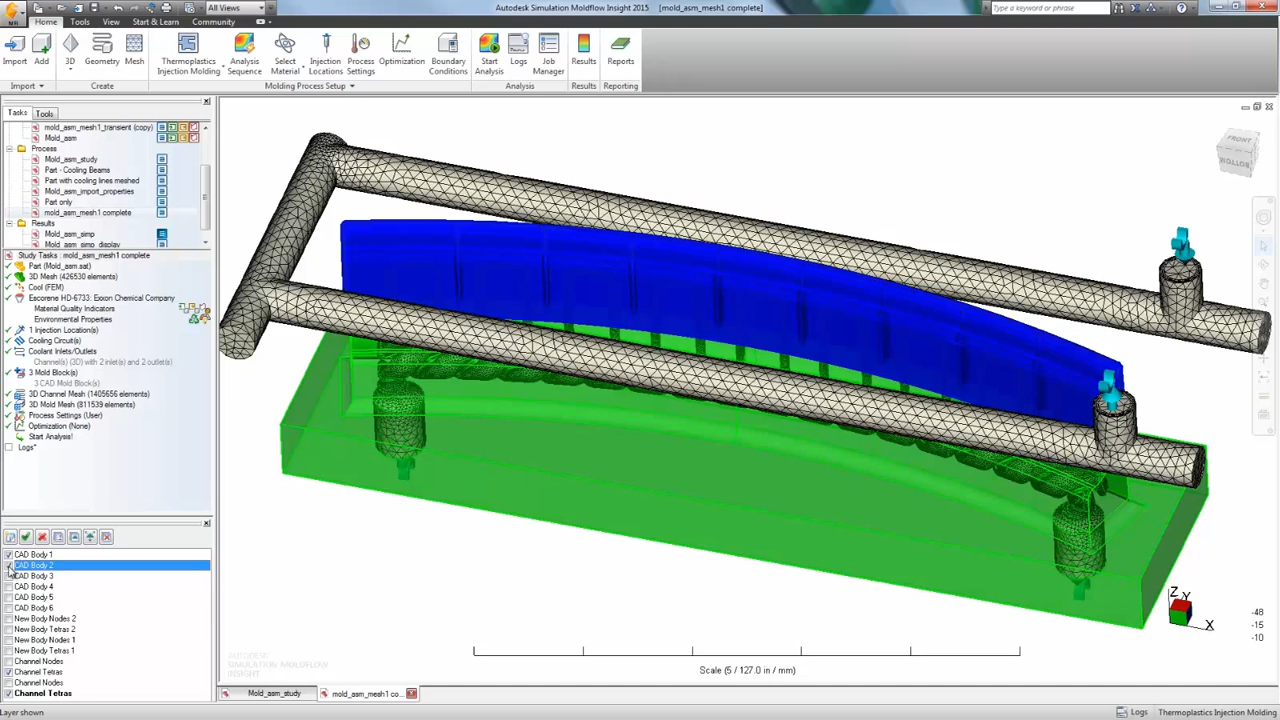 All Views
Autodesk Simulation Moldflow Insight 2015 [mold_asm_mesh1 complete]
Type a keyword or phrase
Home Tools View Start & Learn Community
Import Add 3D Geometry Mesh Thermoplastics Injection Molding Analysis Sequence Select Material Injection Locations Process Settings Optimization Boundary Conditions Start Analysis Logs Job Manager Results Reports
Import Create Molding Process Setup Analysis Results Reporting
Tasks Tools
mold_asm_mesh1_transient (copy)
Mold_asm
Process
Mold_asm_study
Part - Cooling Beams
Part with cooling lines meshed
Mold_asm_import_properties
Part only
mold_asm_mesh1 complete
Results
Mold_asm_simp
Mold_asm_simp_display
Study Tasks: mold_asm_mesh1 complete
Part (Mold_asm.sat)
3D Mesh (426530 elements)
Cool (FEM)
Escorene HD-6733: Exxon Chemical Company
Material Quality Indicators
Environmental Properties
1 Injection Location(s)
Cooling Circuit(s)
Coolant Inlets/Outlets
Channel(s) (3D) with 2 inlet(s) and 2 outlet(s)
3 Mold Block(s)
3 CAD Mold Block(s)
3D Channel Mesh (1405656 elements)
3D Mold Mesh (811539 elements)
Process Settings (User)
Optimization (None)
Start Analysis!
Logs*
CAD Body 1
CAD Body 2
CAD Body 3
CAD Body 4
CAD Body 5
CAD Body 6
New Body Nodes 2
New Body Tetras 2
New Body Nodes 1
New Body Tetras 1
Channel Nodes
Channel Tetras
Channel Nodes
Channel Tetras
FRONT
BOTTOM
Z
Y
X
-48
-15
-10
AUTODESK
SIMULATION MOLDFLOW
INSIGHT
Scale (5 / 127.0 in / mm)
Mold_asm_study mold_asm_mesh1 co...
Layer shown
Logs Thermoplastics Injection Molding